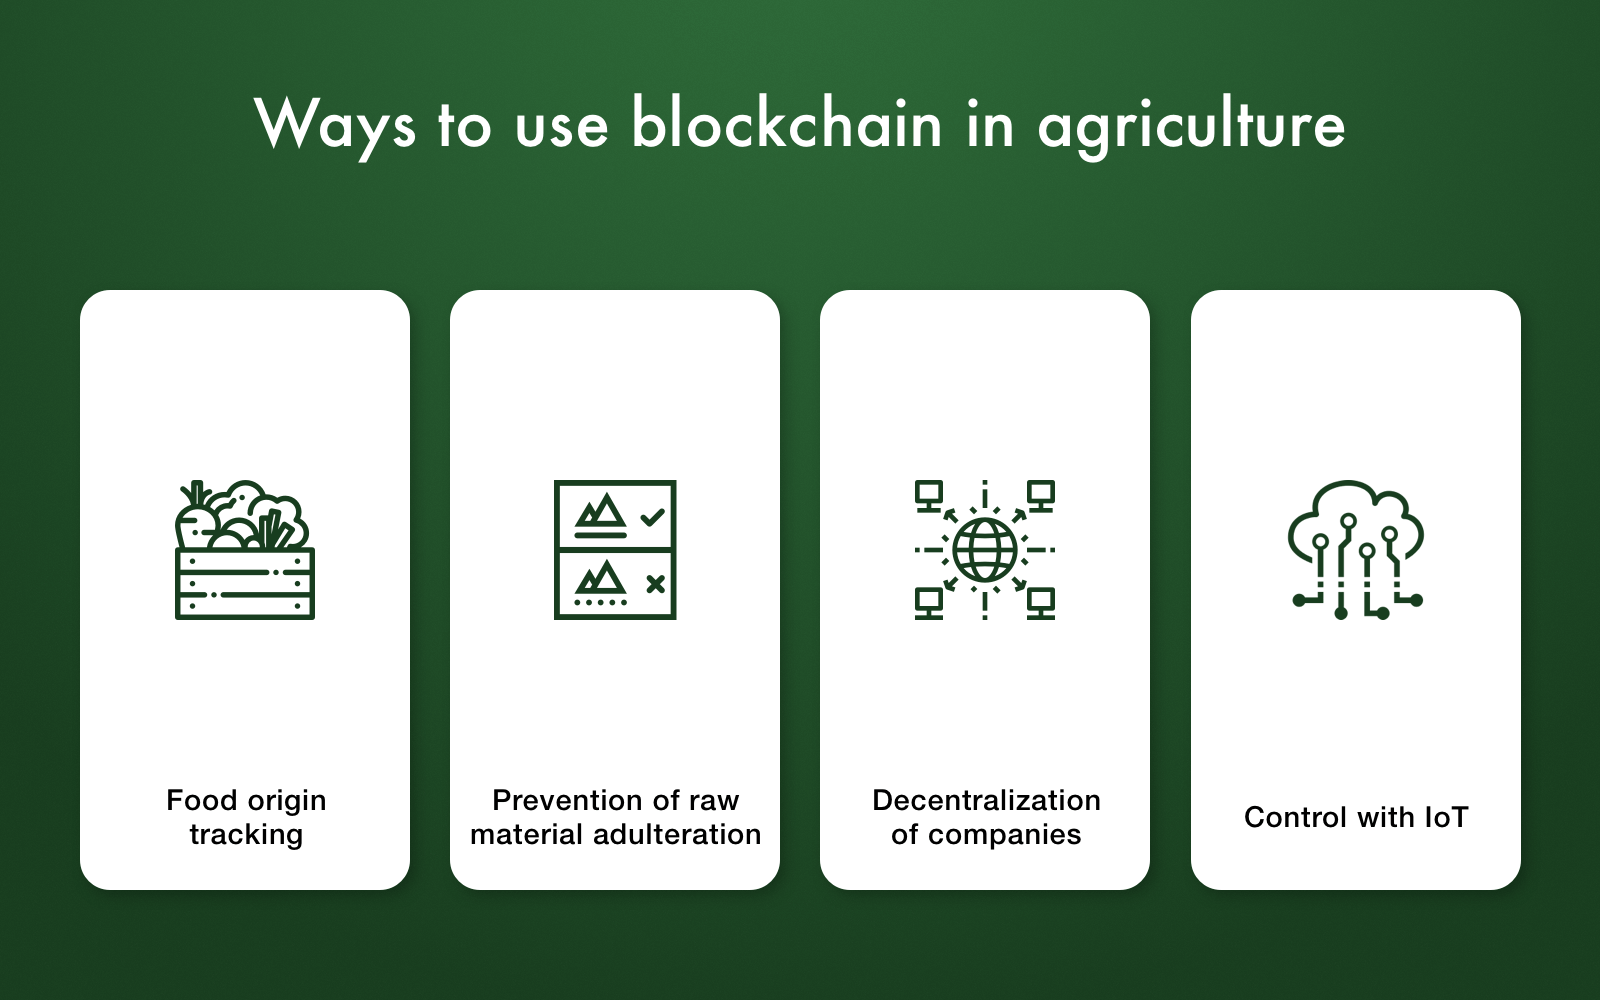 Ways to use blockchain in agriculture
Food origin
tracking
Prevention of raw
material adulteration
Decentralization
of companies
Control with IoT